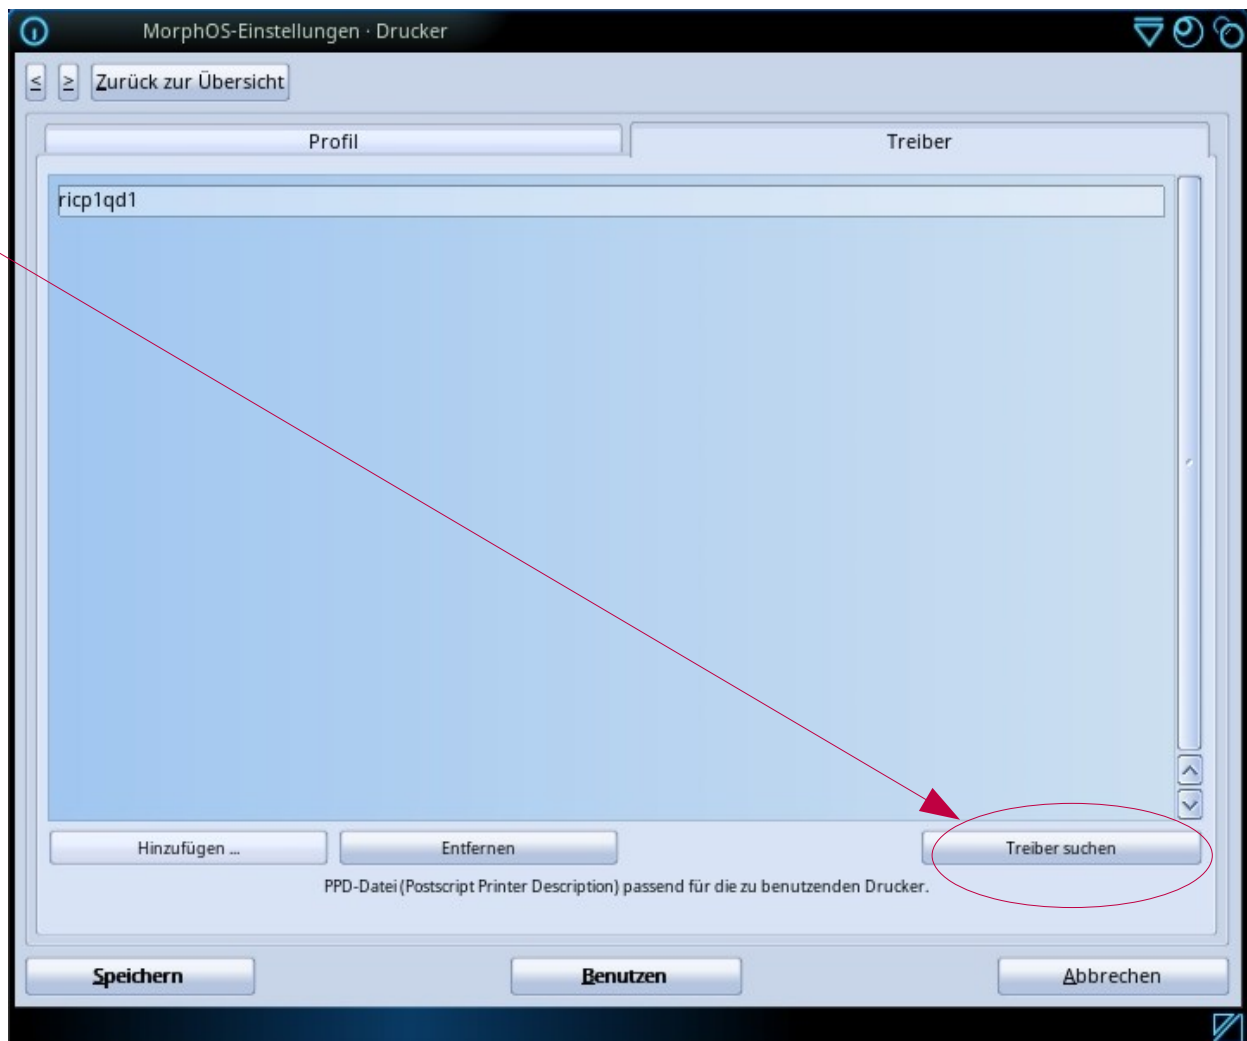 MorphOS-Einstellungen · Drucker
< > Zurück zur Übersicht
Profil Treiber
ricp1qd1
Hinzufügen ... Entfernen Treiber suchen
PPD-Datei (Postscript Printer Description) passend für die zu benutzenden Drucker.
Speichern Benutzen Abbrechen